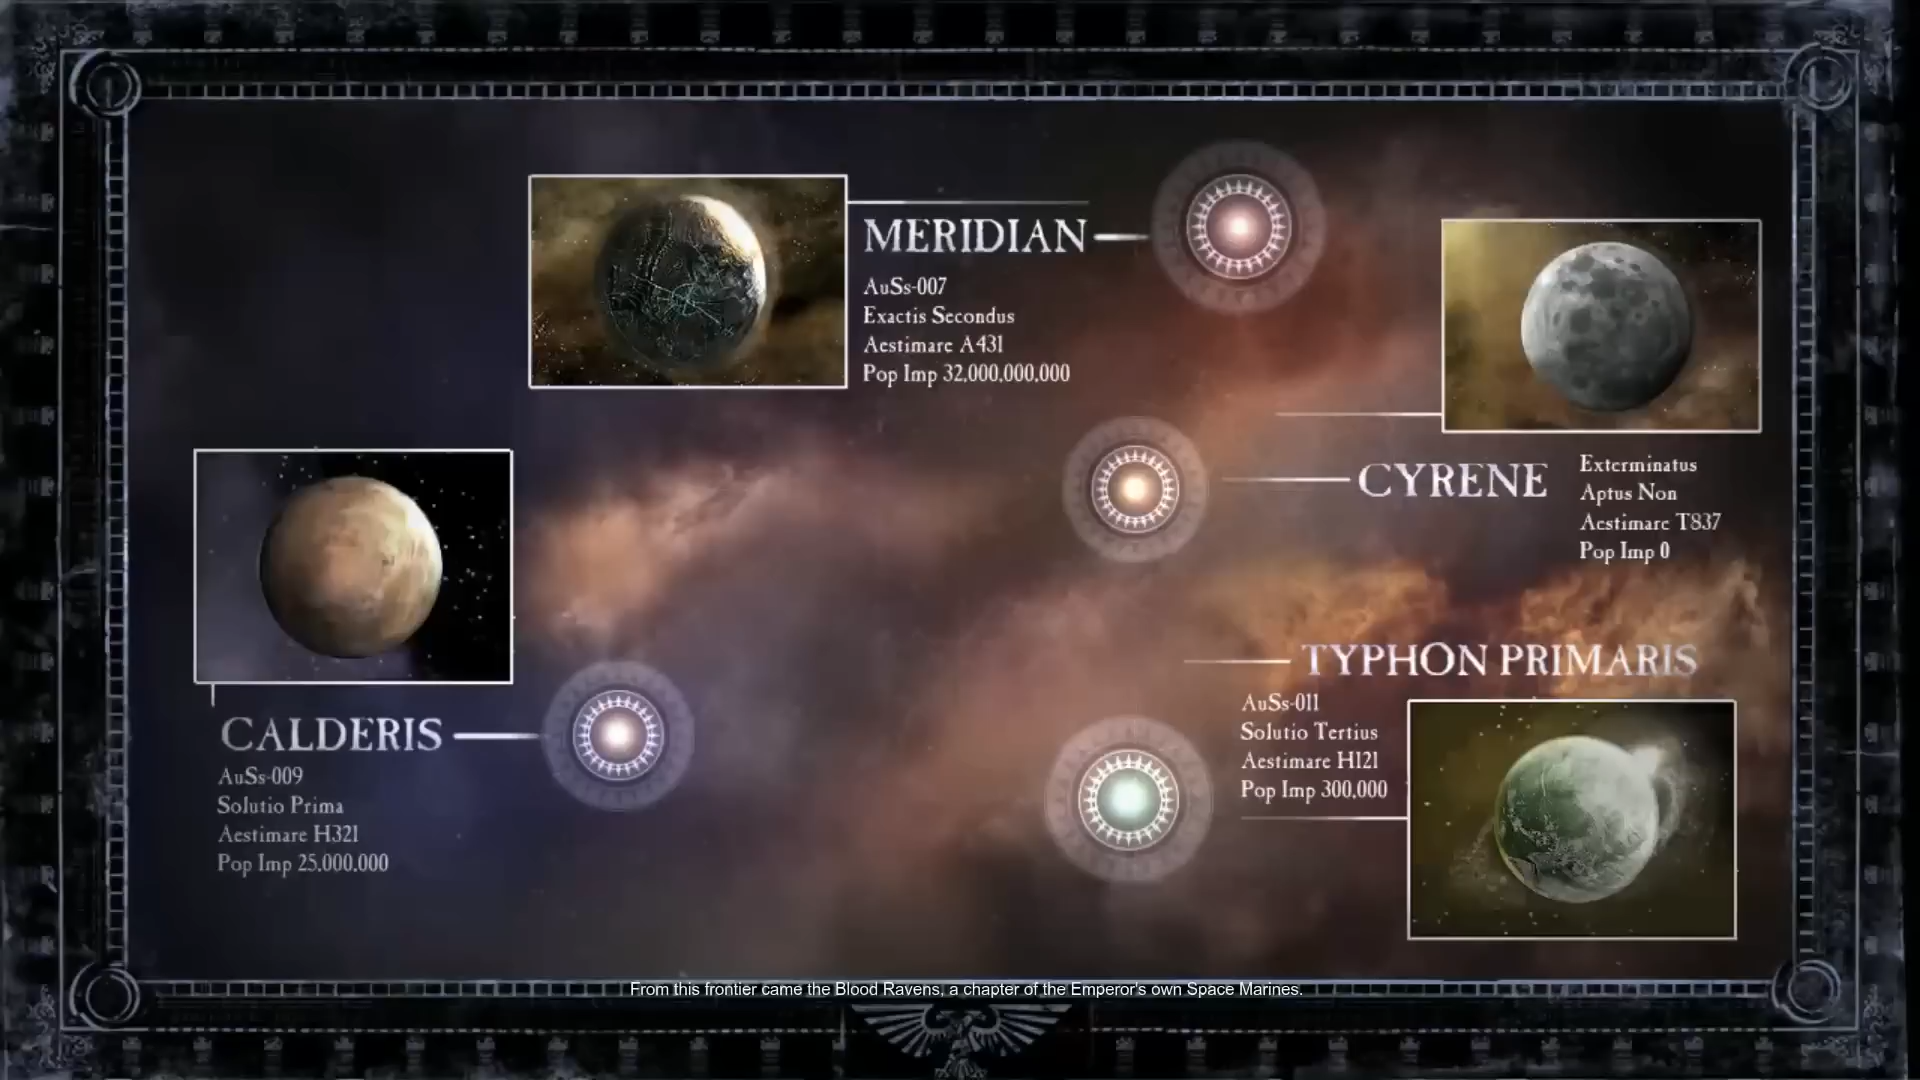 MERIDIAN
AuSs-007
Exactis Secondus
Aestimare A431
Pop Imp 32,000,000,000
CYRENE
Exterminatus
Aptus Non
Aestimare T837
Pop Imp 0
CALDERIS
AuSs-009
Solutio Prima
Aestimare H321
Pop Imp 25,000,000
TYPHON PRIMARIS
AuSs-011
Solutio Tertius
Aestimare H121
Pop Imp 300,000
From this frontier came the Blood Ravens, a chapter of the Emperor's own Space Marines.